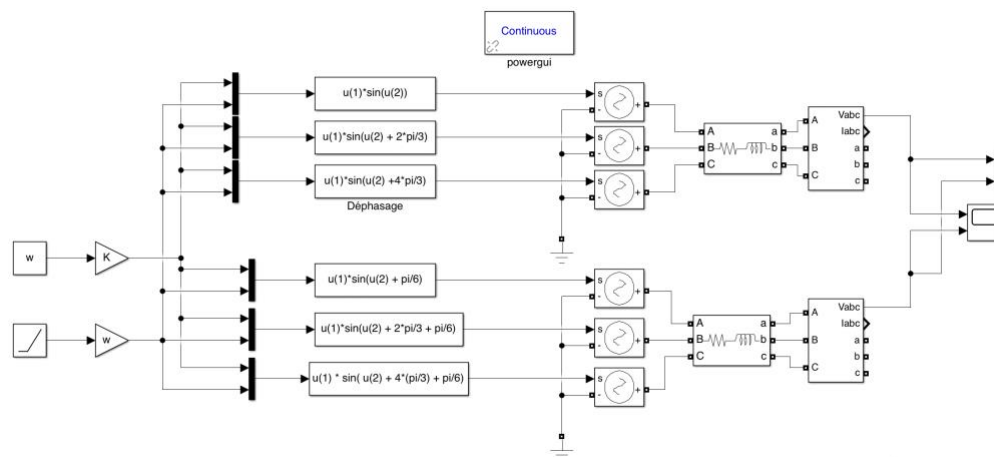 Continuous
powergui
u(1)*sin(u(2))
u(1)*sin(u(2) + 2*pi/3)
u(1)*sin(u(2) +4*pi/3)
Déphasage
s
-
+
s
-
+
s
-
+
A
B
C
a
b
c
A
B
C
Vabc
Iabc
a
b
c
w
K
w
u(1)*sin(u(2) + pi/6)
u(1)*sin(u(2) + 2*pi/3 + pi/6)
u(1) * sin( u(2) + 4*(pi/3) + pi/6)
s
-
+
s
-
+
s
-
+
A
B
C
a
b
c
A
B
C
Vabc
Iabc
a
b
c